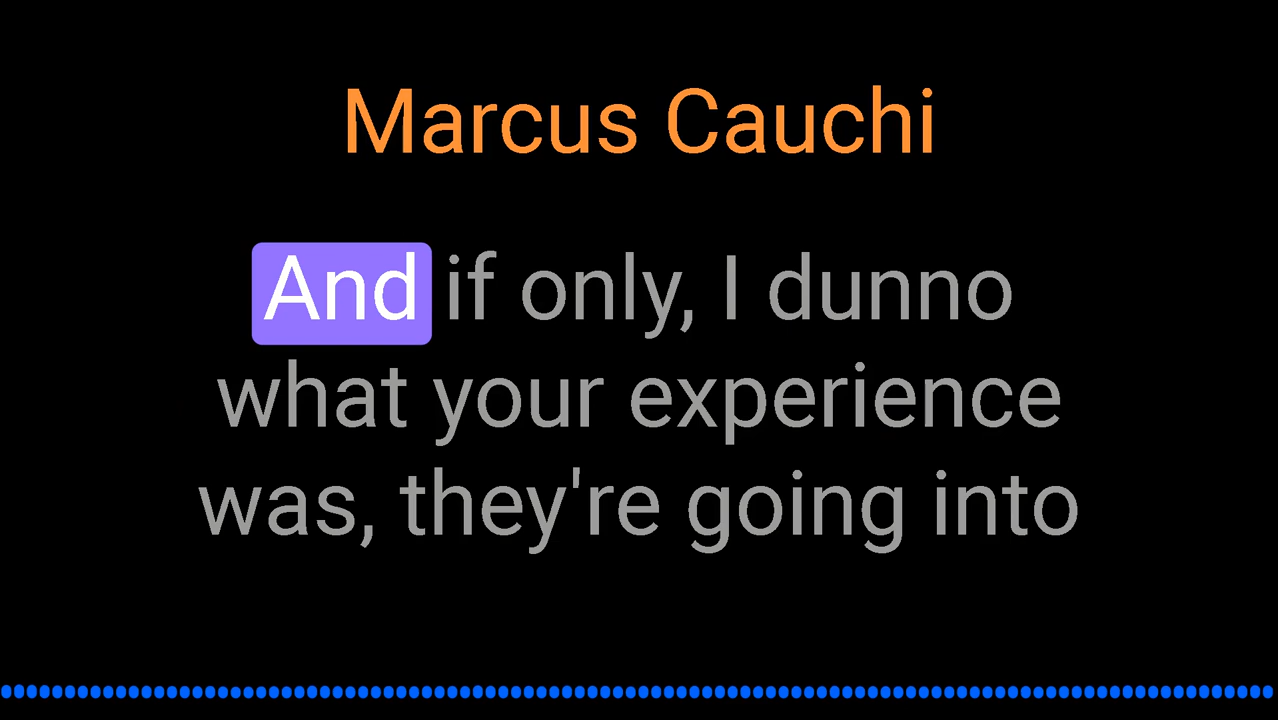 Marcus Cauchi
And if only, I dunno
what your experience
was, they're going into